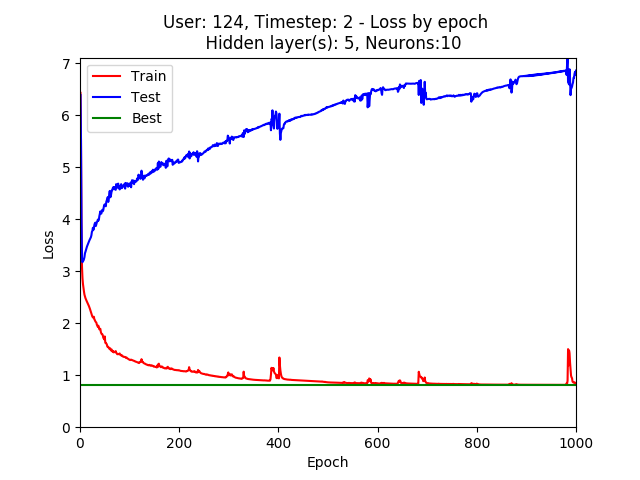 User: 124, Timestep: 2 - Loss by epoch
Hidden layer(s): 5, Neurons:10
7
6
5
4
3
2
1
0
Loss
Train
Test
Best
0
200
400
600
800
1000
Epoch